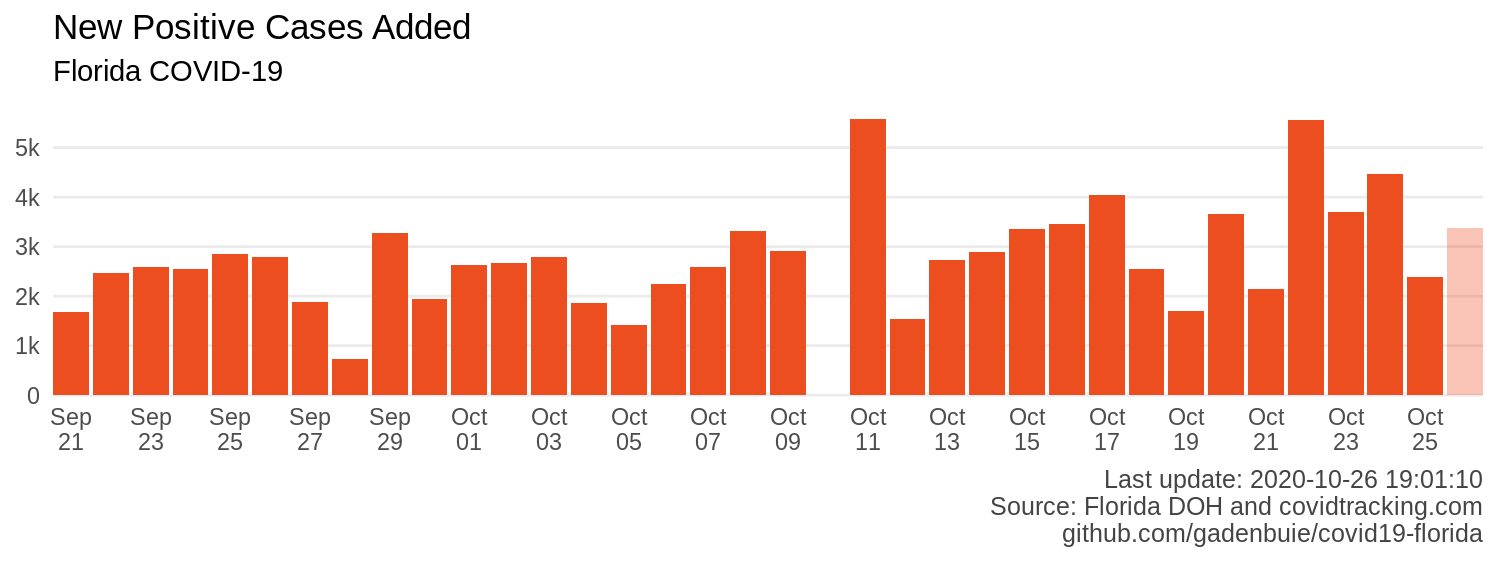 New Positive Cases Added
Florida COVID-19
5k
4k
3k
2k
1k
0
Sep Sep Sep Sep Sep Oct Oct Oct Oct Oct Oct Oct Oct Oct Oct Oct Oct Oct
21 23 25 27 29 01 03 05 07 09 11 13 15 17 19 21 23 25
Last update: 2020-10-26 19:01:10
Source: Florida DOH and covidtracking.com
github.com/gadenbuie/covid19-florida